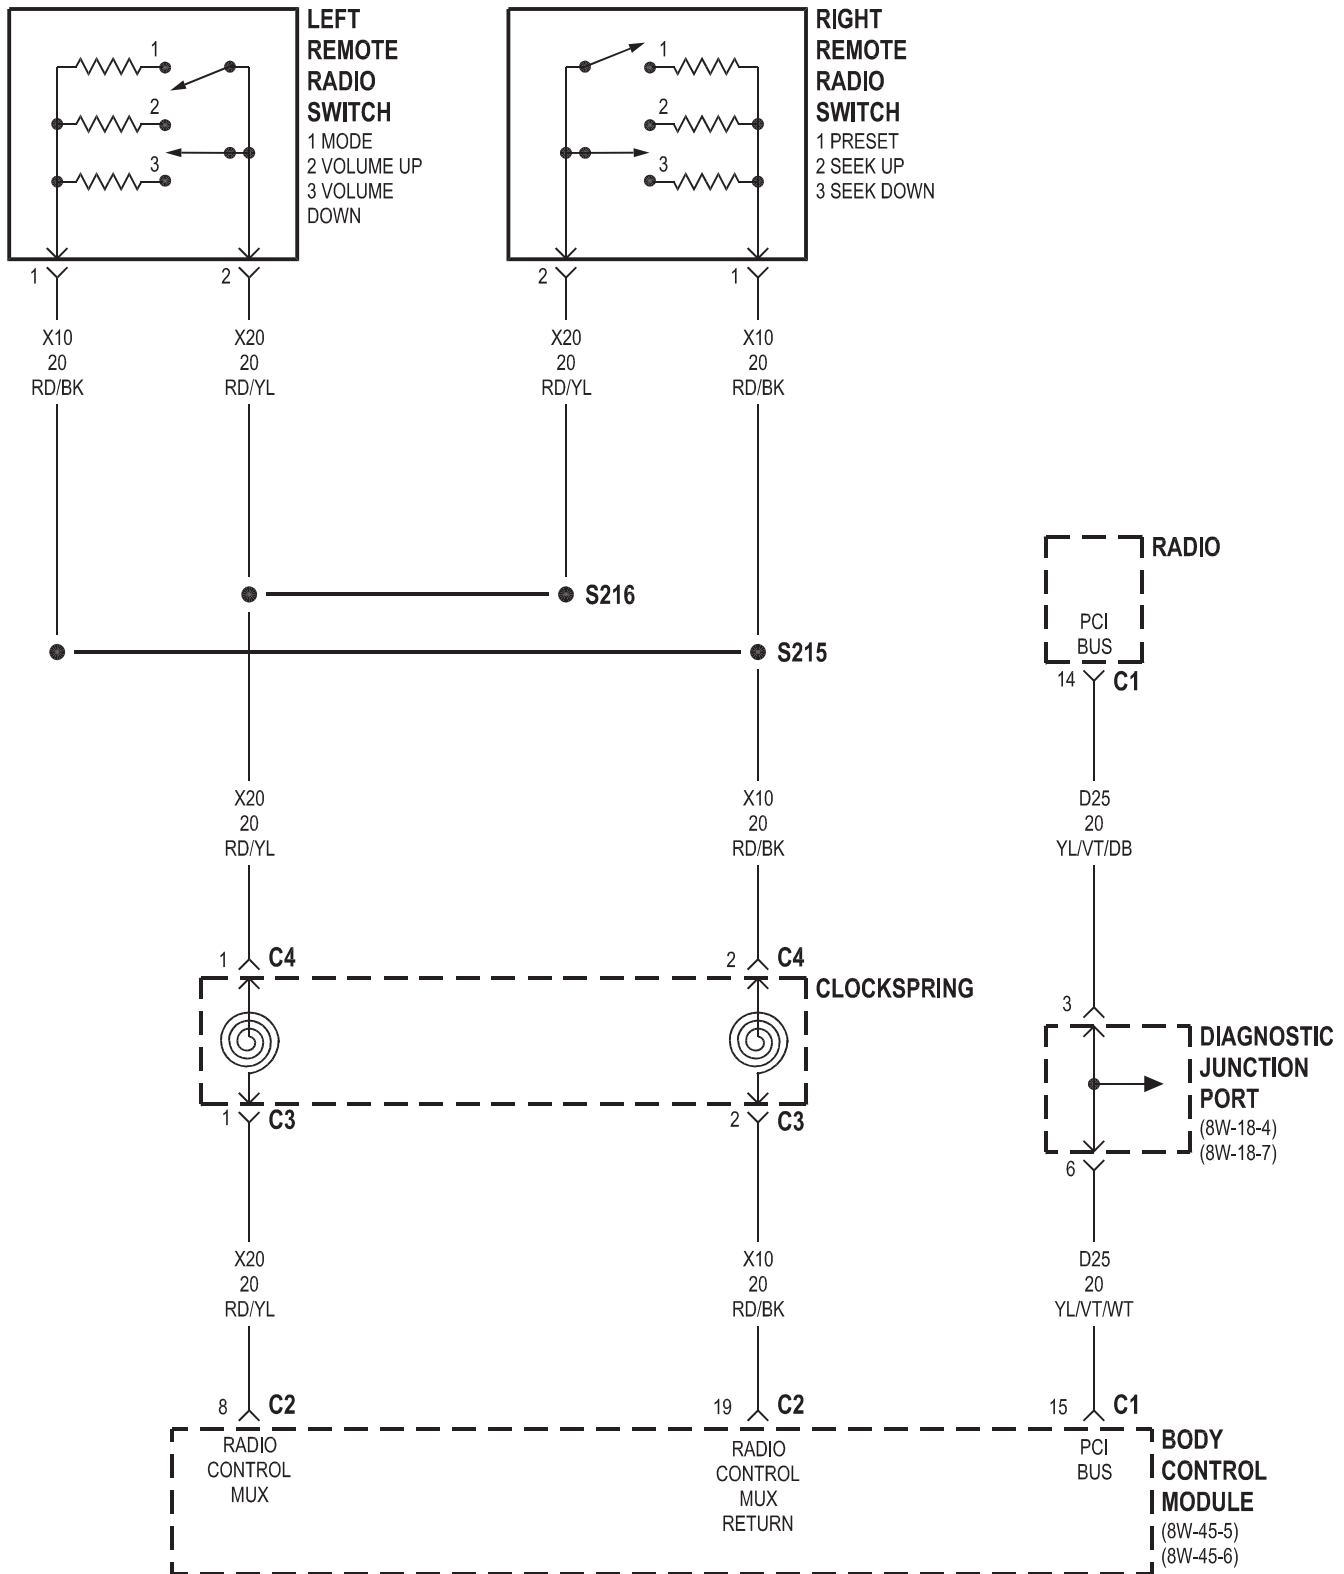 LEFT
REMOTE
RADIO
SWITCH
1 MODE
2 VOLUME UP
3 VOLUME
DOWN
1
2
3
1
2
RIGHT
REMOTE
RADIO
SWITCH
1 PRESET
2 SEEK UP
3 SEEK DOWN
1
2
3
2
1
X10
20
RD/BK
X20
20
RD/YL
X20
20
RD/YL
X10
20
RD/BK
S216
S215
RADIO
PCI
BUS
14
C1
X20
20
RD/YL
X10
20
RD/BK
D25
20
YL/VT/DB
1
C4
2
C4
CLOCKSPRING
1
C3
2
C3
3
DIAGNOSTIC
JUNCTION
PORT
(8W-18-4)
(8W-18-7)
6
X20
20
RD/YL
X10
20
RD/BK
D25
20
YL/VT/WT
8
C2
19
C2
15
C1
RADIO
CONTROL
MUX
RADIO
CONTROL
MUX
RETURN
PCI
BUS
BODY
CONTROL
MODULE
(8W-45-5)
(8W-45-6)